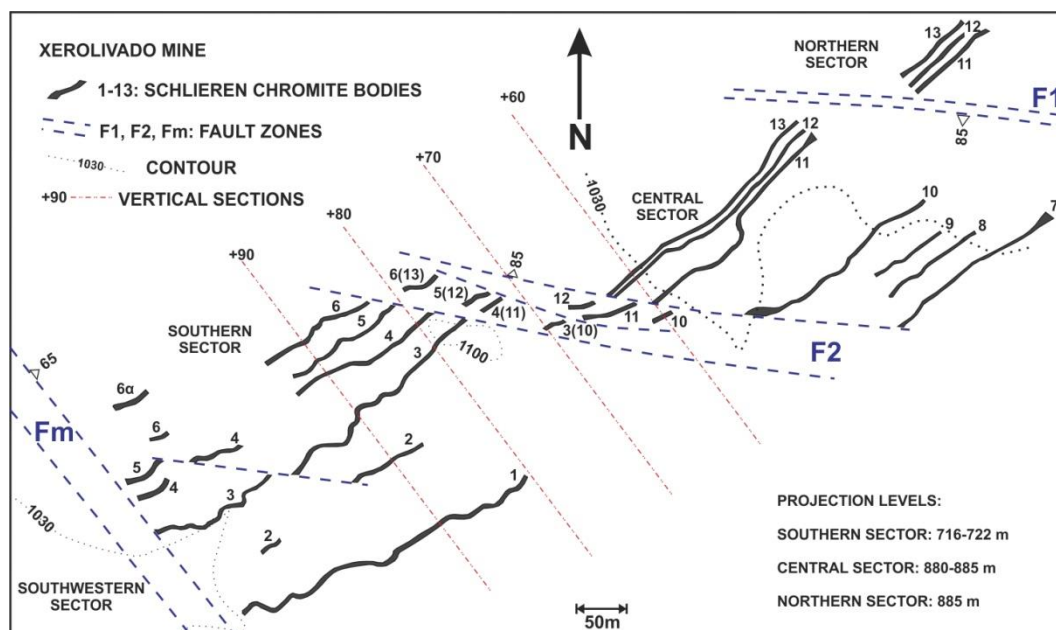 XEROLIVADO MINE
1-13: SCHLIEREN CHROMITE BODIES
F1, F2, Fm: FAULT ZONES
1030
CONTOUR
+90
VERTICAL SECTIONS
N
NORTHERN
SECTOR
13
12
11
F1
85
+60
+70
+80
+90
1030
13
12
11
CENTRAL
SECTOR
10
9
8
7
85
6(13)
5(12)
4(11)
12
11
3(10)
10
F2
SOUTHERN
SECTOR
6
5
4
3
1100
65
Fm
6α
6
5
4
4
3
2
2
1
1030
SOUTHWESTERN
SECTOR
50m
PROJECTION LEVELS:
SOUTHERN SECTOR: 716-722 m
CENTRAL SECTOR: 880-885 m
NORTHERN SECTOR: 885 m